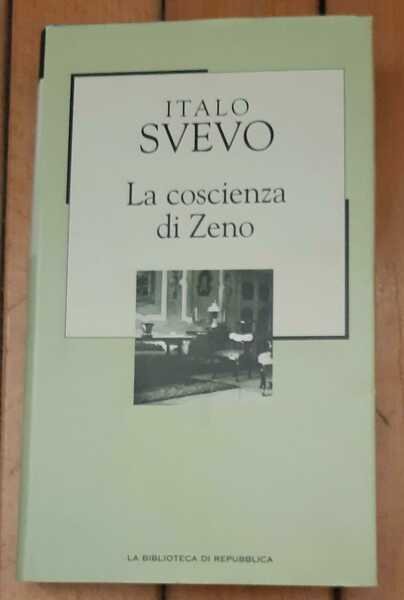 ITALO
SVEVO
La coscienza
di Zeno
LA BIBLIOTECA DI REPUBBLICA